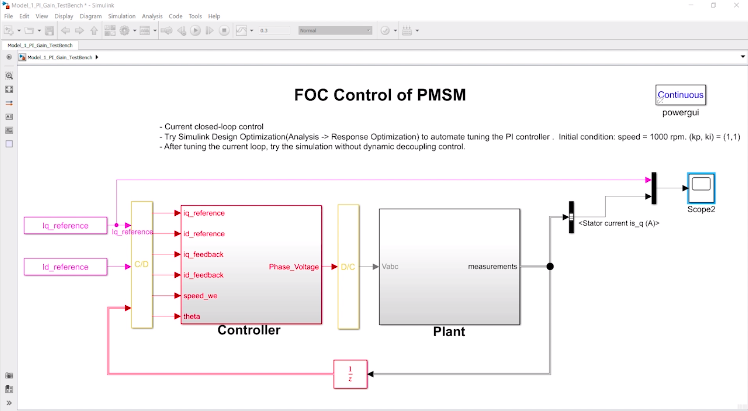 Model_1_PI_Gain_TestBench * - Simulink
File Edit View Display Diagram Simulation Analysis Code Tools Help
0.3 Normal
Model_1_PI_Gain_TestBench
Model_1_PI_Gain_TestBench
FOC Control of PMSM
Continuous
powergui
- Current closed-loop control
- Try Simulink Design Optimization(Analysis -> Response Optimization) to automate tuning the PI controller . Initial condition: speed = 1000 rpm. (kp, ki) = (1,1)
- After tuning the current loop, try the simulation without dynamic decoupling control.
Scope2
Iq_reference
Iq_reference
Id_reference
C/D
iq_reference
id_reference
iq_feedback
id_feedback
speed_we
theta
Phase_Voltage
Controller
D/C
Vabc
measurements
Plant
<Stator current is_q (A)>
1
z